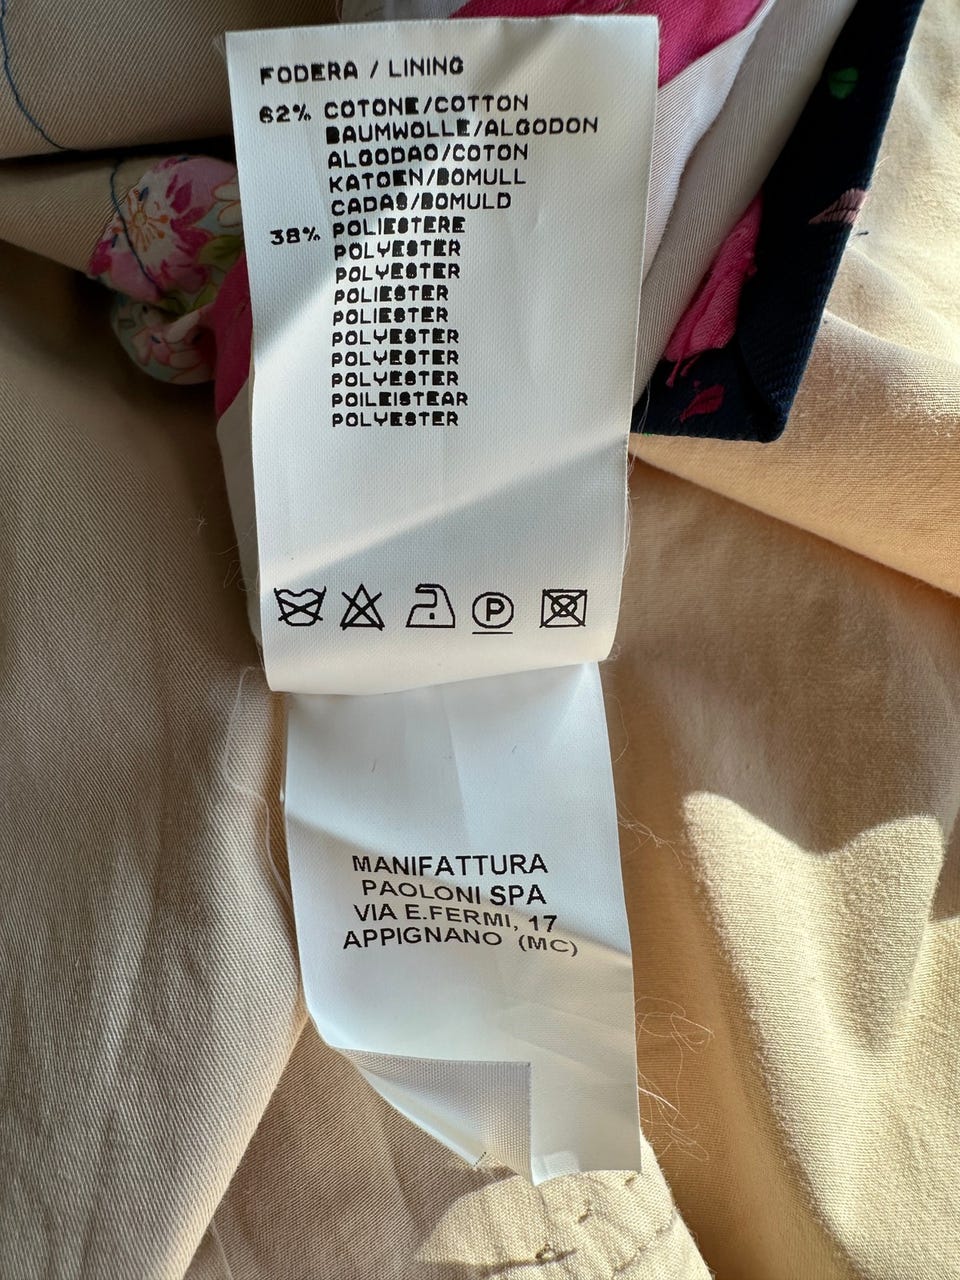 FODERA / LINING
62% COTONE/COTTON
BAUMWOLLE/ALGODON
ALGODAO/COTON
KATOEN/BOMULL
CADAS/BOMULD
38% POLIESTERE
POLYESTER
POLYESTER
POLIESTER
POLIESTER
POLYESTER
POLYESTER
POLYESTER
POILEISTEAR
POLYESTER
P
MANIFATTURA
PAOLONI SPA
VIA E.FERMI, 17
APPIGNANO (MC)